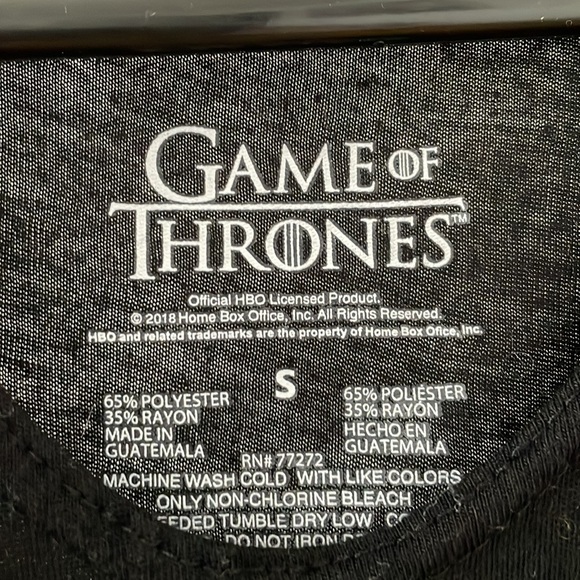 GAME OF
THRONES™
Official HBO Licensed Product.
© 2018 Home Box Office, Inc. All Rights Reserved.
HBO and related trademarks are the property of Home Box Office, Inc.
S
65% POLYESTER
35% RAYON
MADE IN
GUATEMALA
65% POLIÉSTER
35% RAYON
HECHO EN
GUATEMALA
RN# 77272
MACHINE WASH COLD WITH LIKE COLORS
ONLY NON-CHLORINE BLEACH
TUMBLE DRY LOW
DO NOT IRON